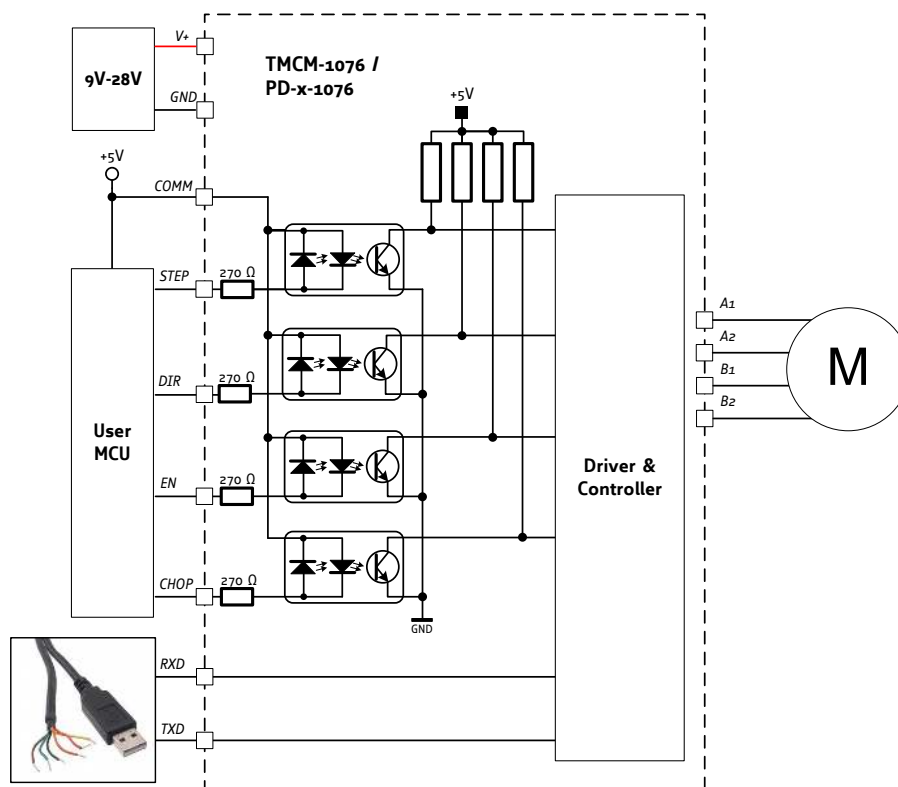 V+
9V-28V
GND
TMCM-1076 /
PD-x-1076
+5V
+5V
COMM
STEP
270 Ω
DIR
270 Ω
User
MCU
EN
270 Ω
CHOP
270 Ω
GND
Driver &
Controller
A1
A2
B1
B2
M
RXD
TXD